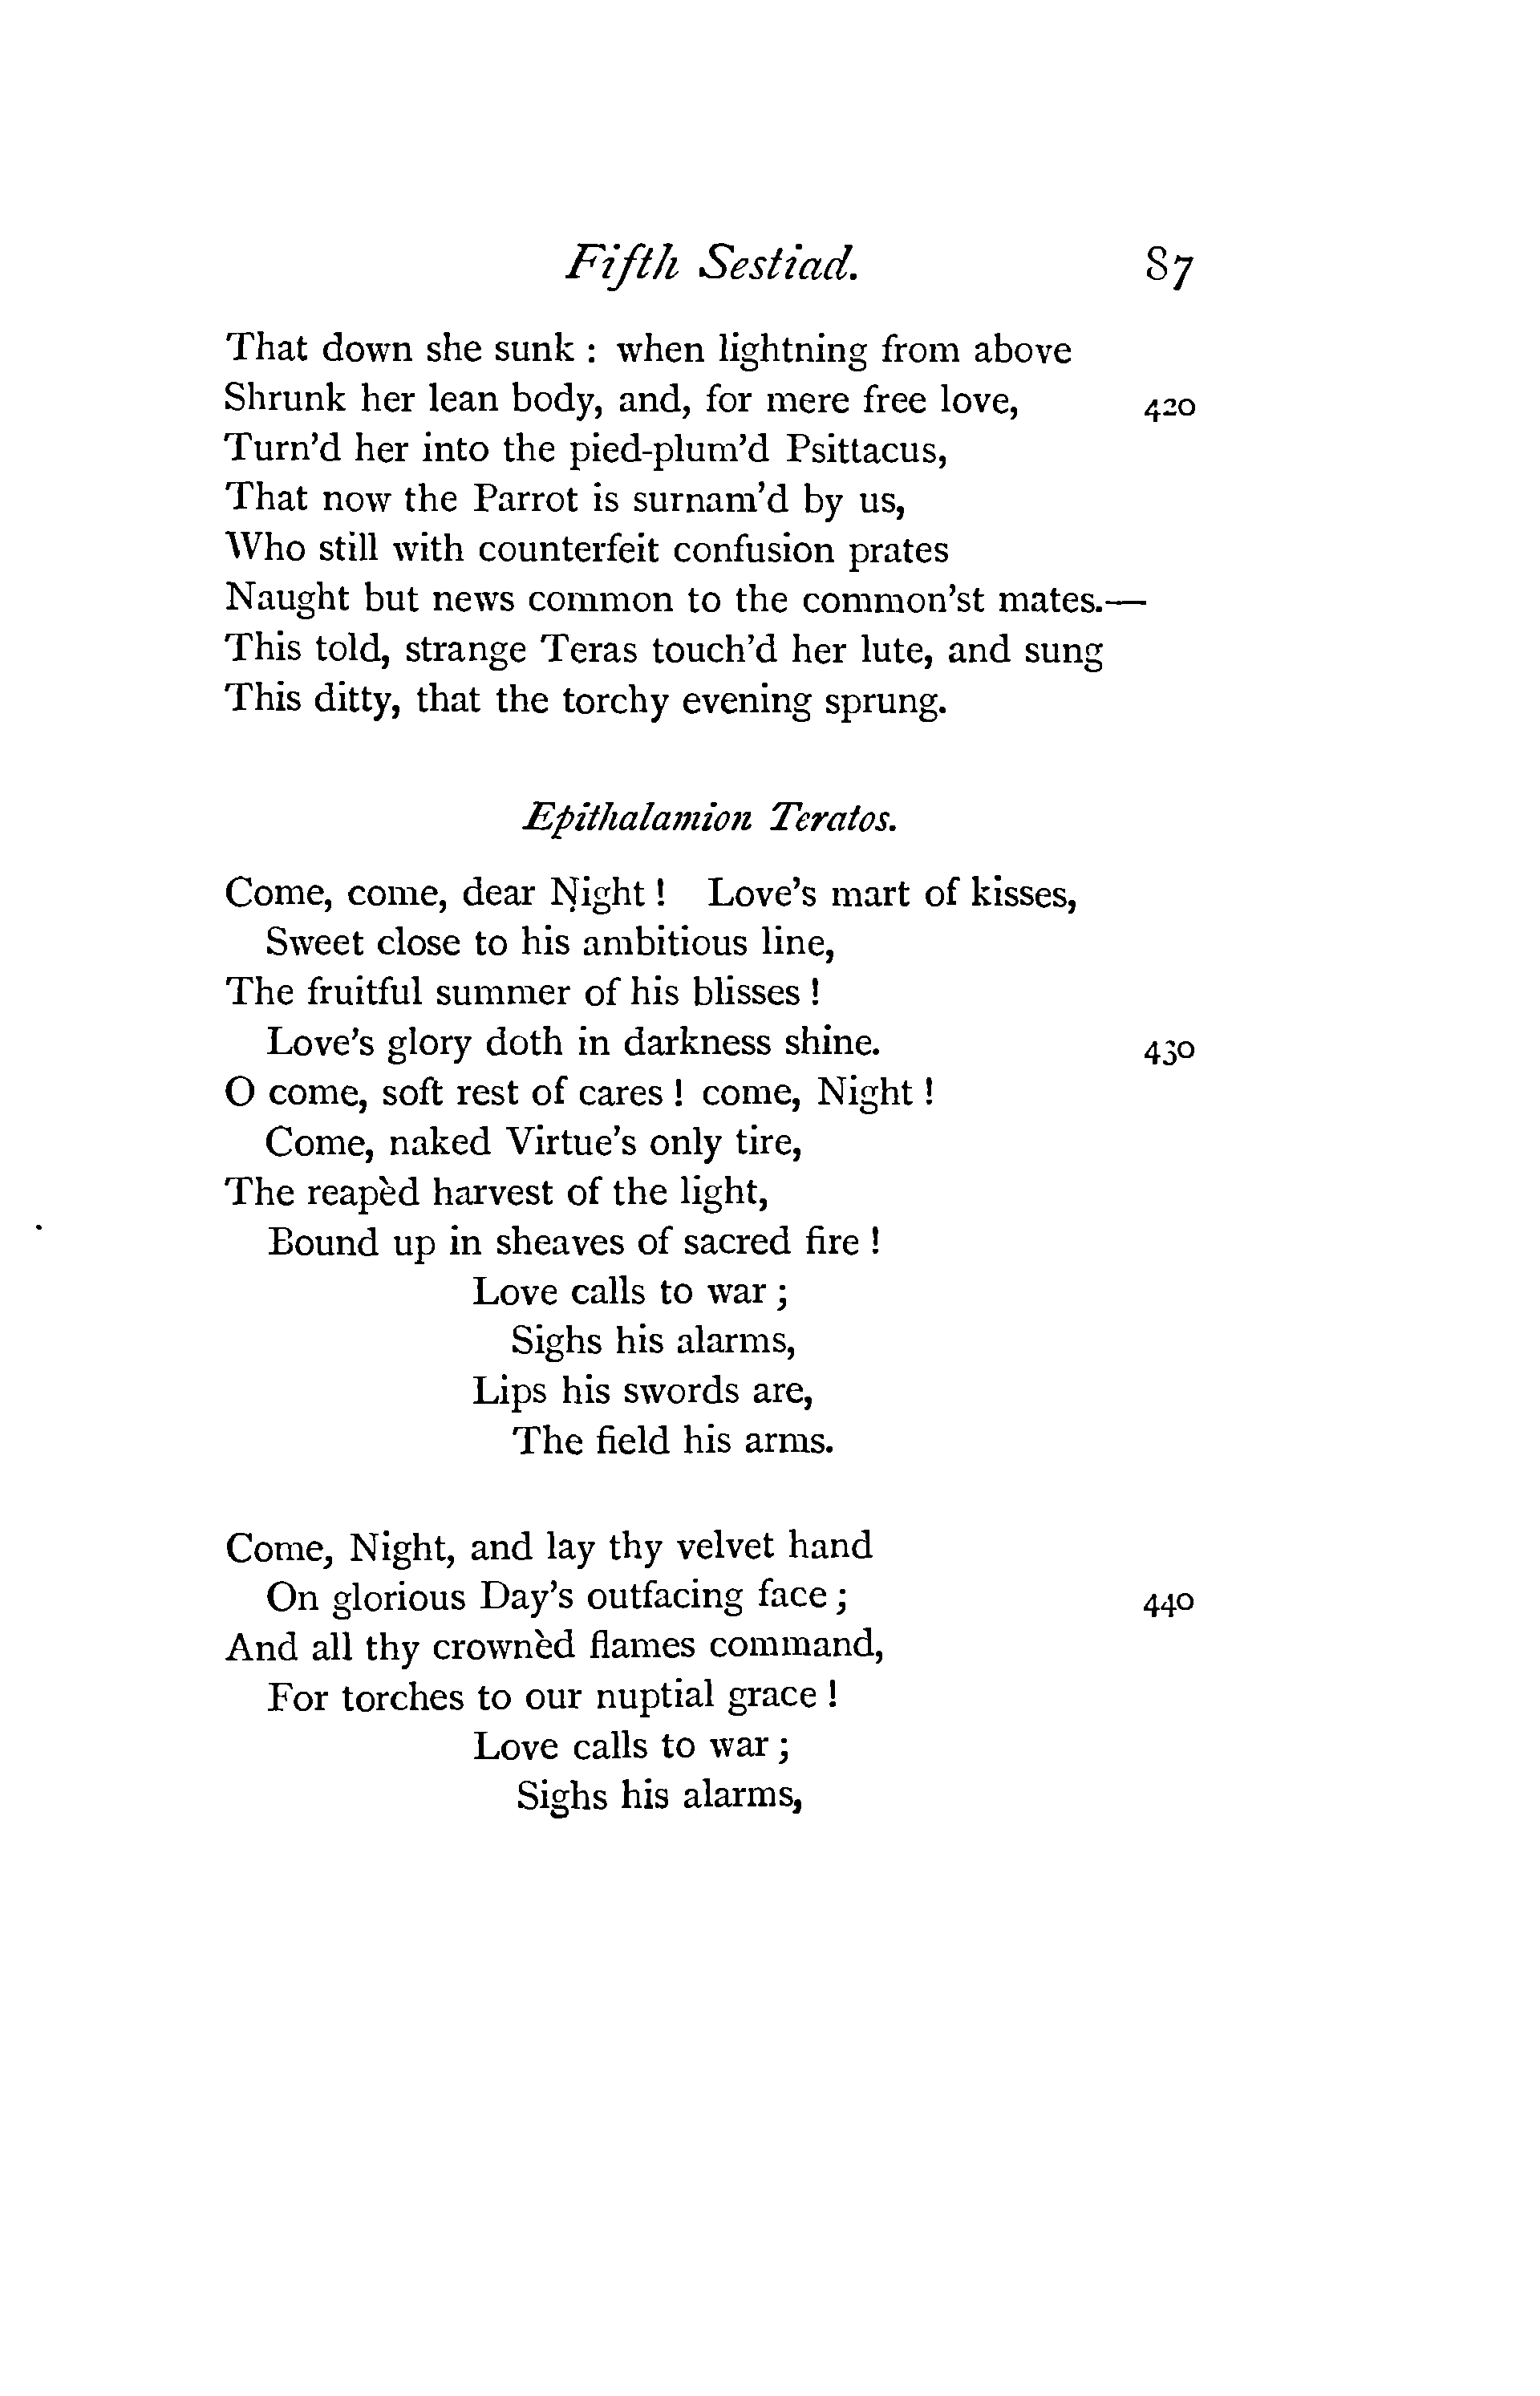 Fifth Sestiad. 87
That down she sunk : when lightning from above
Shrunk her lean body, and, for mere free love, 420
Turn'd her into the pied-plum'd Psittacus,
That now the Parrot is surnam'd by us,
Who still with counterfeit confusion prates
Naught but news common to the common'st mates.—
This told, strange Teras touch'd her lute, and sung
This ditty, that the torchy evening sprung.
Epithalamion Teratos.
Come, come, dear Night ! Love's mart of kisses,
Sweet close to his ambitious line,
The fruitful summer of his blisses !
Love's glory doth in darkness shine. 430
O come, soft rest of cares ! come, Night !
Come, naked Virtue's only tire,
The reapèd harvest of the light,
Bound up in sheaves of sacred fire !
Love calls to war ;
Sighs his alarms,
Lips his swords are,
The field his arms.
Come, Night, and lay thy velvet hand
On glorious Day's outfacing face ; 440
And all thy crownèd flames command,
For torches to our nuptial grace !
Love calls to war ;
Sighs his alarms,